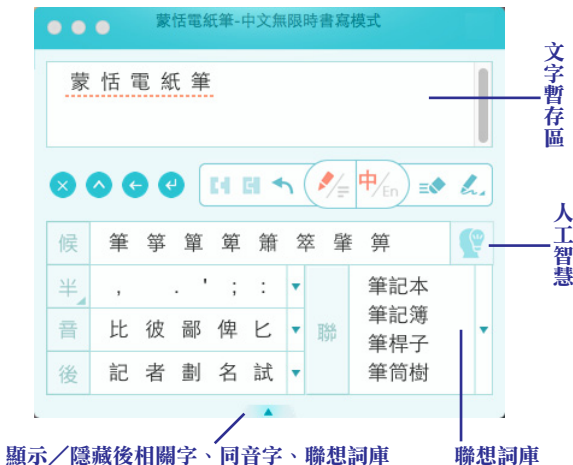 蒙恬電紙筆-中文無限時書寫模式
蒙恬電紙筆
文字暫存區
中/En
候 筆 筝 篳 箄 簫 箤 肇 箅
人工智慧
半 , . ' ; :
音 比 彼 鄙 俾 匕
後 記 者 劃 名 試
聯
筆記本
筆記簿
筆桿子
筆筒樹
顯示／隱藏後相關字、同音字、聯想詞庫
聯想詞庫